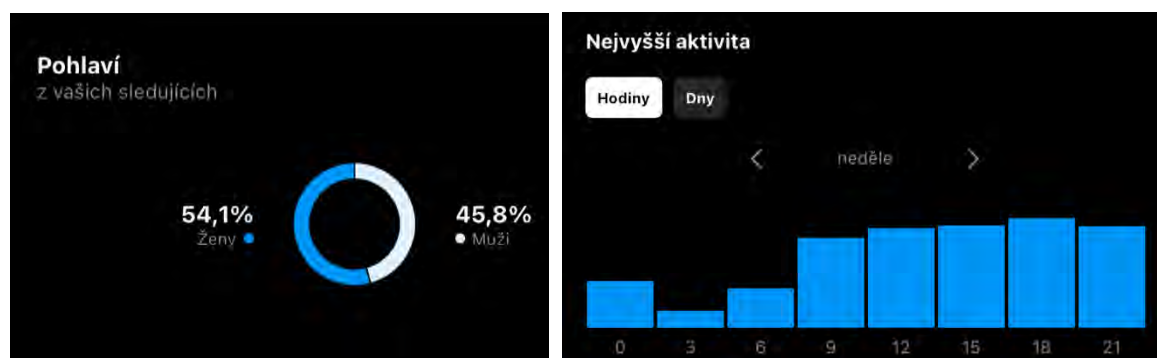 Pohlaví
z vašich sledujících
54,1%
Ženy
45,8%
Muži
Nejvyšší aktivita
Hodiny Dny
neděle
0 3 6 9 12 15 18 21